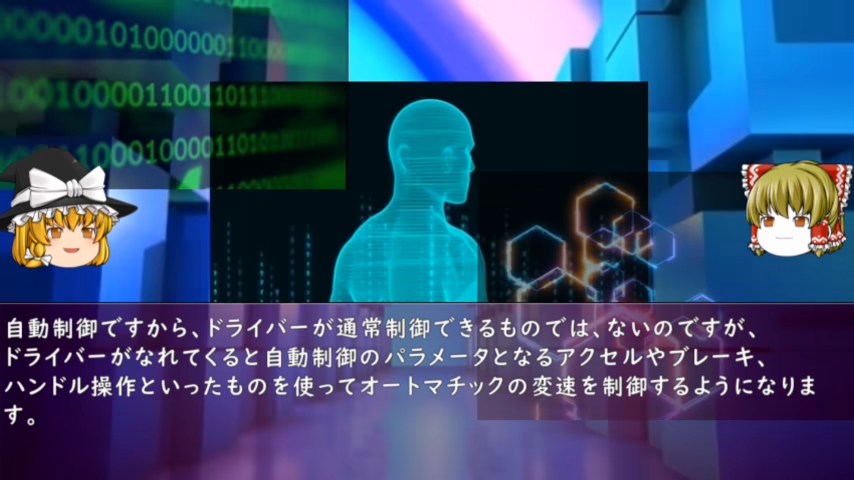 00000101000000110000
1001000011001101110
11000100001101010
自動制御ですから、ドライバーが通常制御できるものでは、ないのですが、
ドライバーがなれてくると自動制御のパラメータとなるアクセルやブレーキ、
ハンドル操作といったものを使ってオートマチックの変速を制御するようになりま
す。